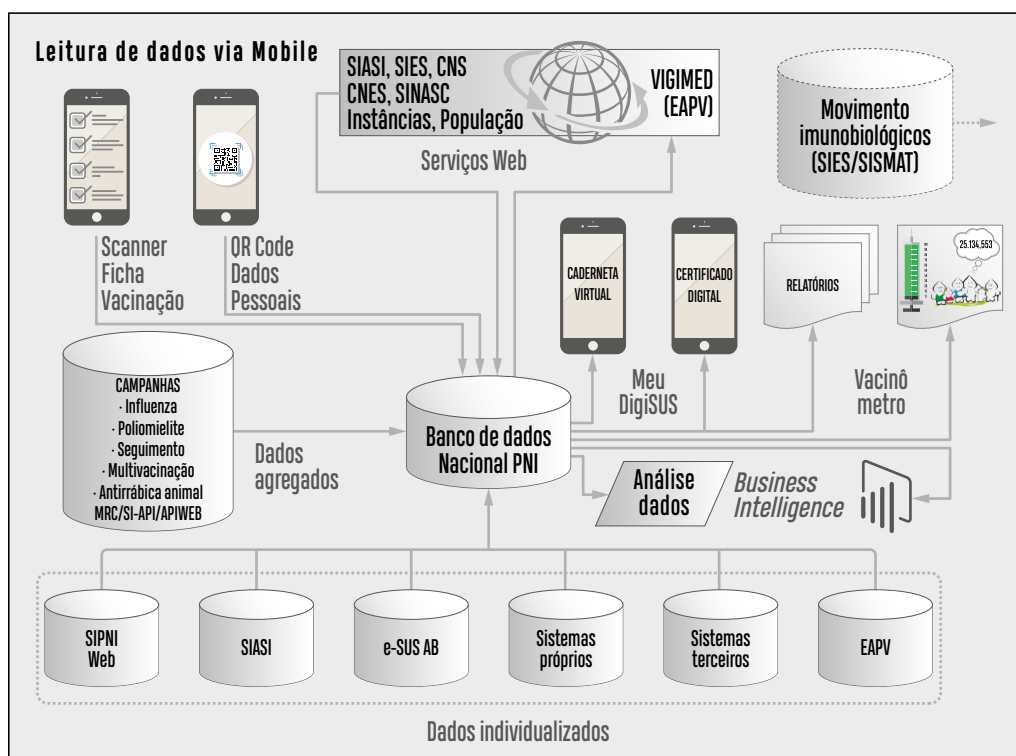 Leitura de dados via Mobile
SIASI, SIES, CNS
CNES, SINASC
Instâncias, População
VIGIMED
(EAPV)
Serviços Web
Movimento
imunobiológicos
(SIES/SISMAT)
Scanner
Ficha
Vacinação
QR Code
Dados
Pessoais
CADERNETA
VIRTUAL
CERTIFICADO
DIGITAL
RELATÓRIOS
25.134,553
Meu
DigiSUS
Vacinô
metro
CAMPANHAS
· Influenza
· Poliomielite
· Seguimento
· Multivacinação
· Antirrábica animal
MRC/SI-API/APIWEB
Dados
agregados
Banco de dados
Nacional PNI
Análise
dados
Business
Intelligence
SIPNI
Web
SIASI
e-SUS AB
Sistemas
próprios
Sistemas
terceiros
EAPV
Dados individualizados